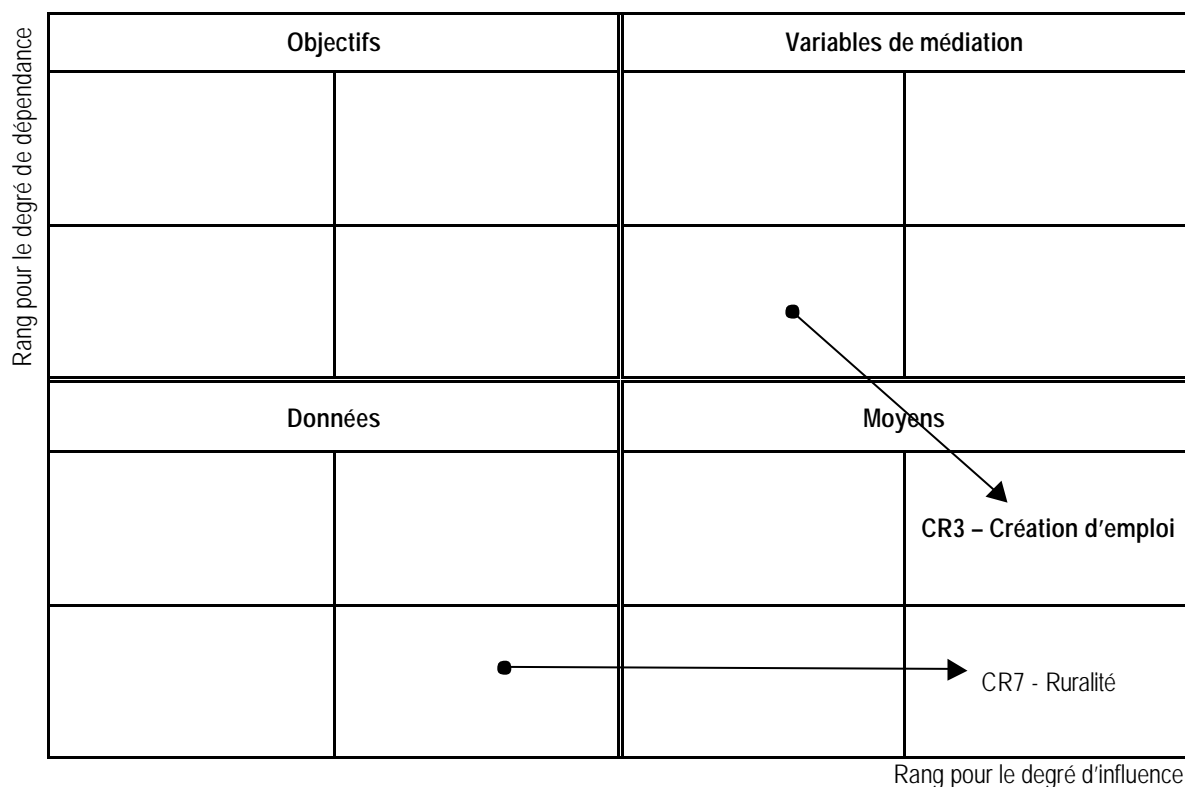 Rang pour le degré de dépendance
Objectifs
Variables de médiation
Données
Moyens
CR3 – Création d'emploi
CR7 - Ruralité
Rang pour le degré d'influence